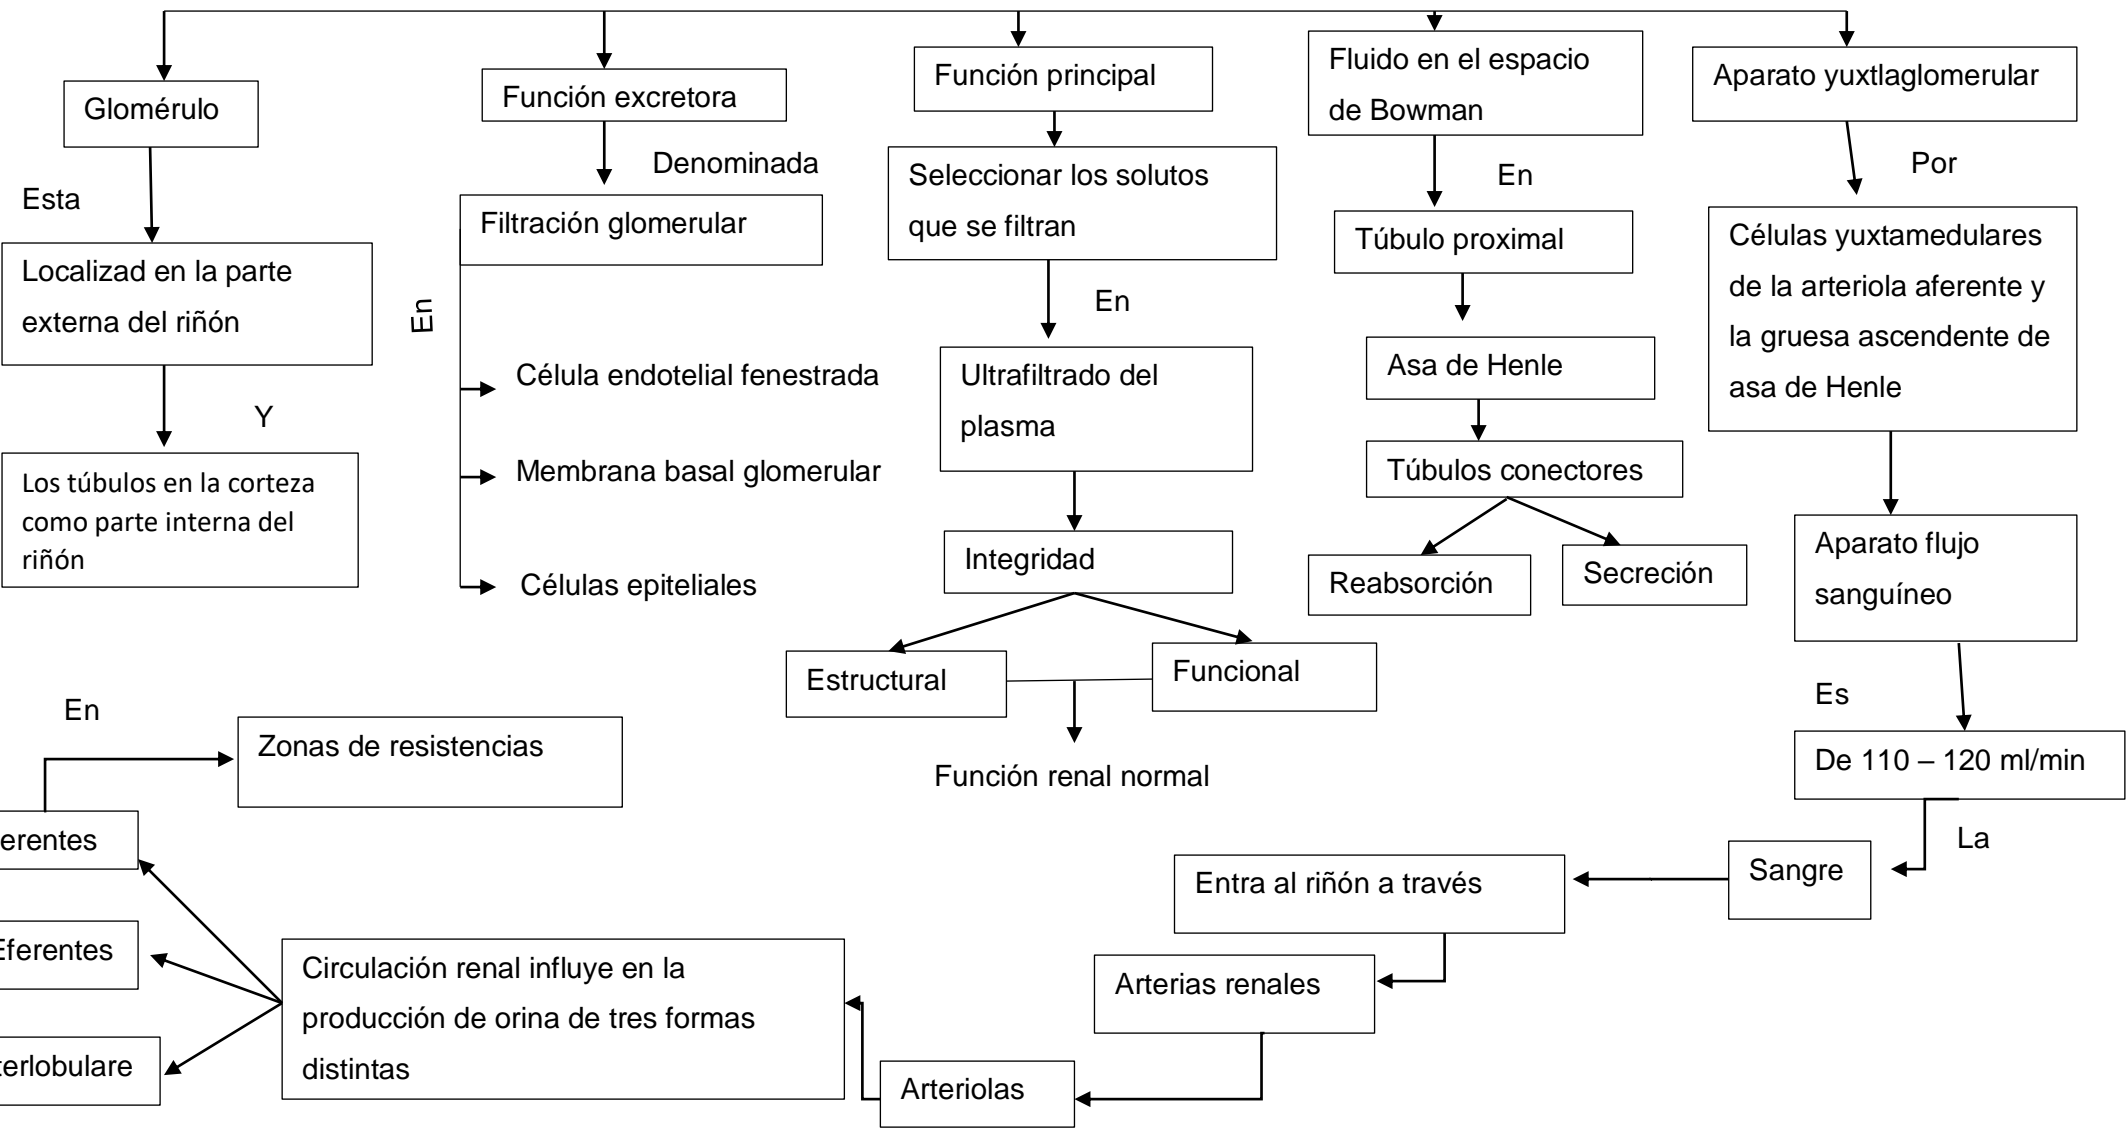 Glomérulo
Esta
Localizad en la parte
externa del riñón
Y
Los túbulos en la corteza
como parte interna del
riñón
Función excretora
Denominada
Filtración glomerular
En
Célula endotelial fenestrada
Membrana basal glomerular
Células epiteliales
Función principal
Seleccionar los solutos
que se filtran
En
Ultrafiltrado del
plasma
Integridad
Estructural
Funcional
Función renal normal
Fluido en el espacio
de Bowman
En
Túbulo proximal
Asa de Henle
Túbulos conectores
Reabsorción
Secreción
Aparato yuxtlaglomerular
Por
Células yuxtamedulares
de la arteriola aferente y
la gruesa ascendente de
asa de Henle
Aparato flujo
sanguíneo
Es
De 110 – 120 ml/min
La
Sangre
Entra al riñón a través
Arterias renales
Arteriolas
Circulación renal influye en la
producción de orina de tres formas
distintas
erentes
Eferentes
terlobulare
En
Zonas de resistencias